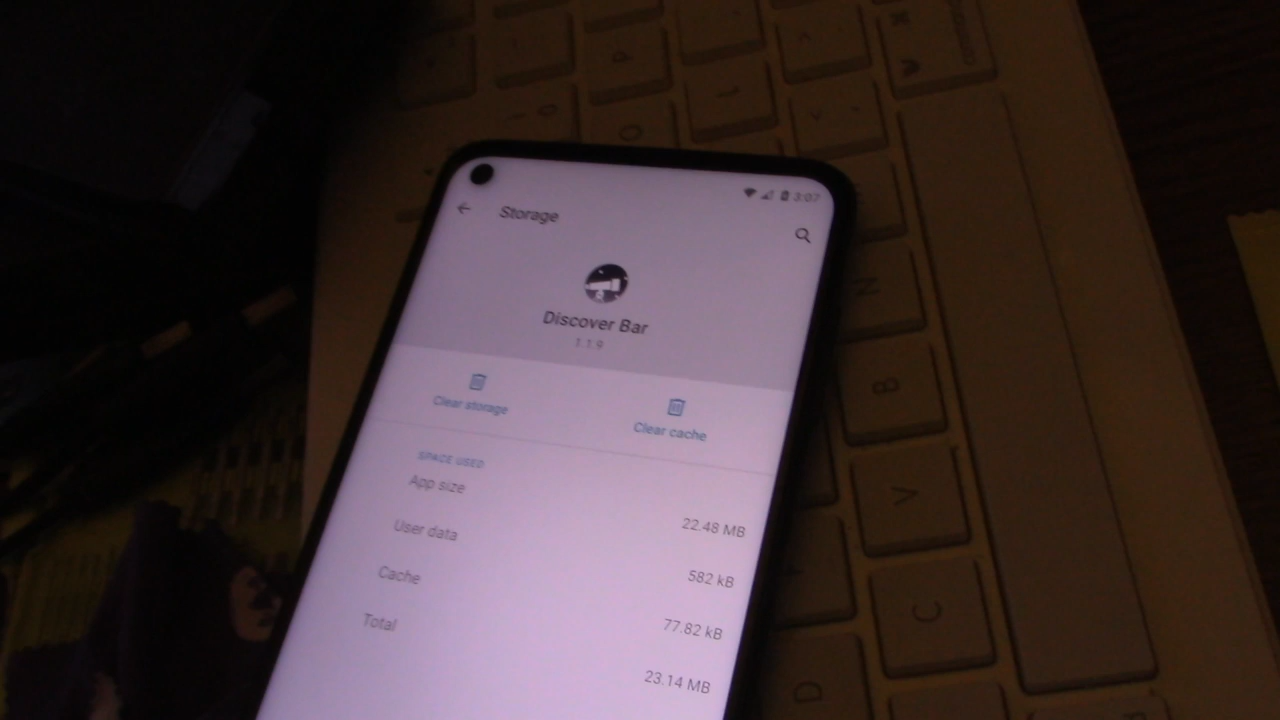 3:07
Storage
Discover Bar
1.1.9
Clear storage
Clear cache
SPACE USED
App size
22.48 MB
User data
582 kB
Cache
77.82 kB
Total
23.14 MB
N
B
V
C
D